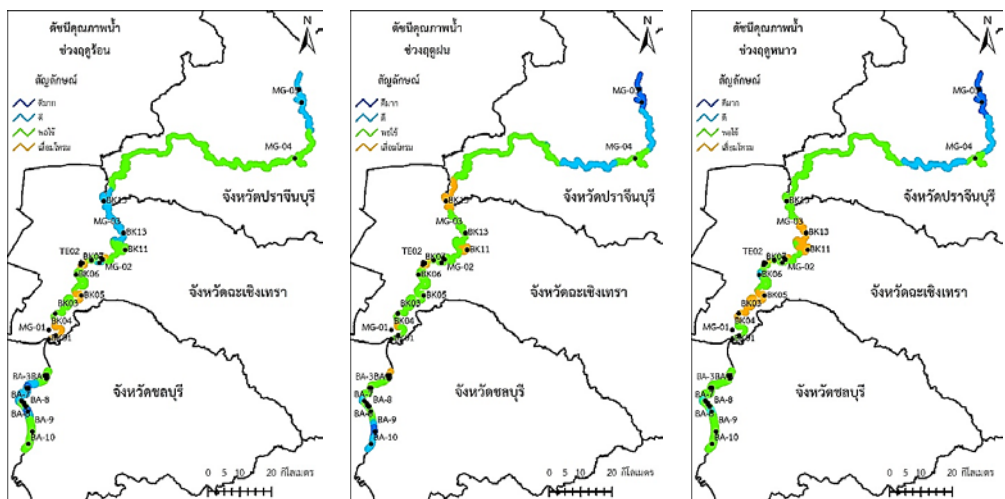 ดัชนีคุณภาพน้ำ
ช่วงฤดูร้อน
N
สัญลักษณ์
ดีมาก
ดี
พอใช้
เสื่อมโทรม
MG-05
MG-04
จังหวัดปราจีนบุรี
MG-03
BK13
BK11
TE02
MG-02
BK06
BK05
จังหวัดฉะเชิงเทรา
BK03
BK04
MG-01
จังหวัดชลบุรี
BA-3
BA-7
BA-8
BA-9
BA-10
0 5 10 20 กิโลเมตร
ดัชนีคุณภาพน้ำ
ช่วงฤดูฝน
N
สัญลักษณ์
ดีมาก
ดี
พอใช้
เสื่อมโทรม
MG-04
จังหวัดปราจีนบุรี
MG-03
BK13
BK11
TE02
MG-02
BK06
BK05
จังหวัดฉะเชิงเทรา
BK03
BK04
MG-01
จังหวัดชลบุรี
BA-3
BA-8
BA-9
BA-10
0 5 10 20 กิโลเมตร
ดัชนีคุณภาพน้ำ
ช่วงฤดูหนาว
N
สัญลักษณ์
ดีมาก
ดี
พอใช้
เสื่อมโทรม
MG-04
จังหวัดปราจีนบุรี
MG-03
BK13
BK11
TE02
MG-02
BK06
BK05
จังหวัดฉะเชิงเทรา
BK03
BK04
MG-01
จังหวัดชลบุรี
BA-3
BA-7
BA-8
BA-9
BA-10
0 5 10 20 กิโลเมตร